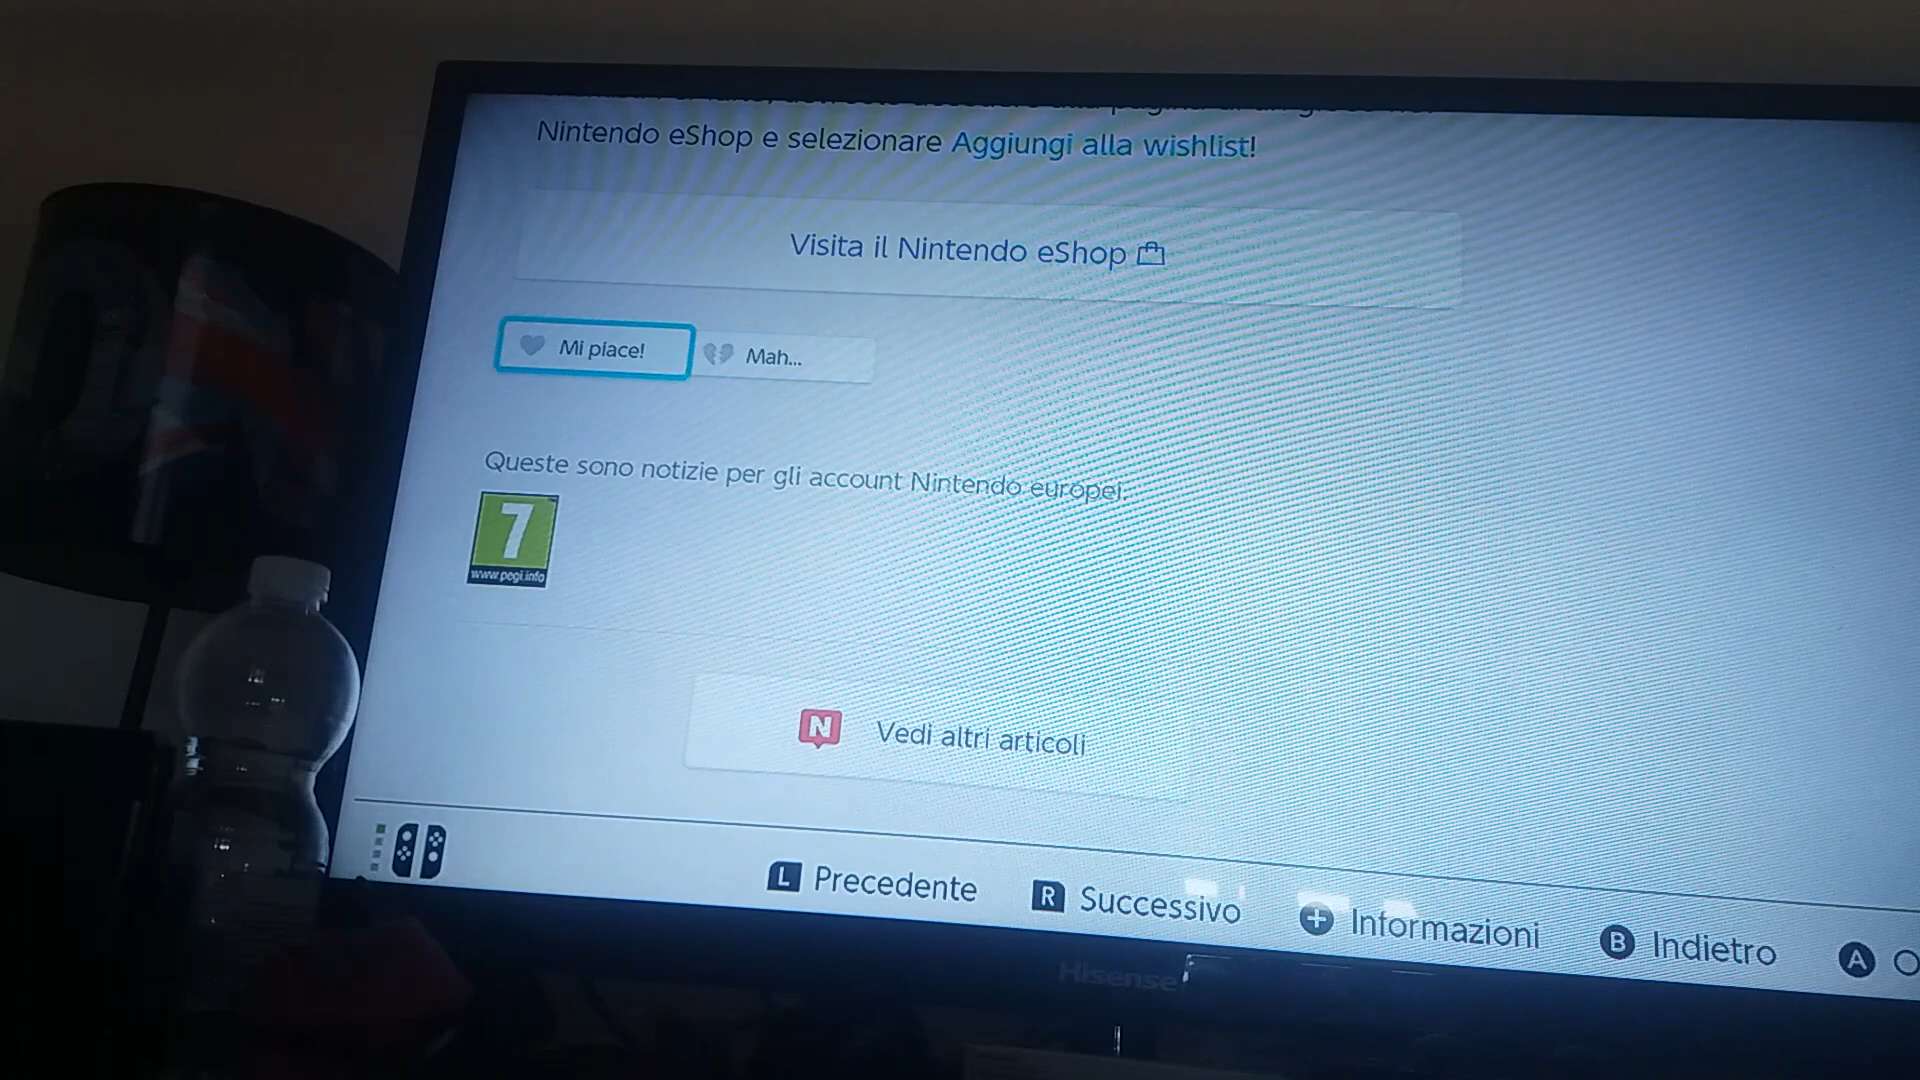 Nintendo eShop e selezionare Aggiungi alla wishlist!
Visita il Nintendo eShop
Mi piace!
Mah...
Queste sono notizie per gli account Nintendo europei.
7
www.pegi.info
N Vedi altri articoli
L Precedente
R Successivo
+ Informazioni
B Indietro
A
Hisense